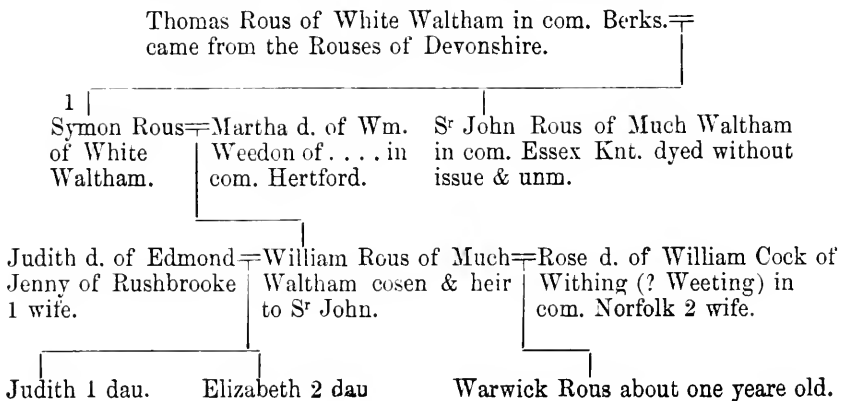 Thomas Rous of White Waltham in com. Berks.
came from the Rouses of Devonshire.
1
Symon Rous
of White
Waltham.
Martha d. of Wm.
Weedon of . . . . in
com. Hertford.
Sr John Rous of Much Waltham
in com. Essex Knt. dyed without
issue & unm.
Judith d. of Edmond
Jenny of Rushbrooke
1 wife.
William Rous of Much
Waltham cosen & heir
to Sr John.
Rose d. of William Cock of
Withing (? Weeting) in
com. Norfolk 2 wife.
Judith 1 dau.
Elizabeth 2 dau
Warwick Rous about one yeare old.